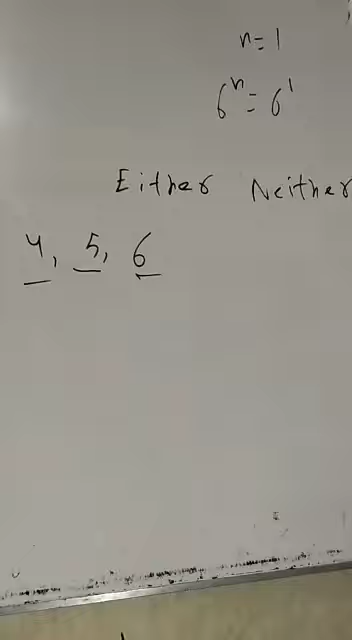 n=1
6ⁿ = 6¹
Either Neither
4, 5, 6